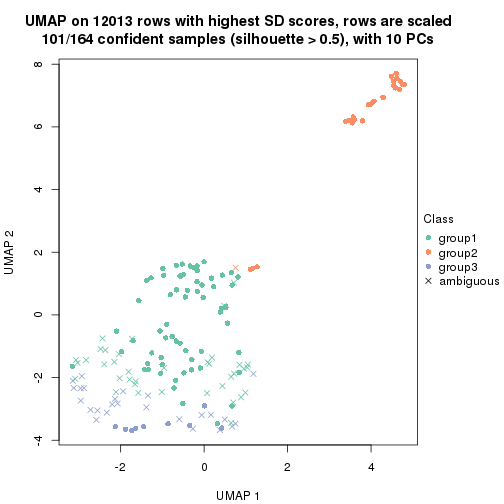 UMAP on 12013 rows with highest SD scores, rows are scaled
101/164 confident samples (silhouette > 0.5), with 10 PCs
8
6
4
2
0
-2
-4
UMAP 2
-2
0
2
4
UMAP 1
Class
group1
group2
group3
ambiguous